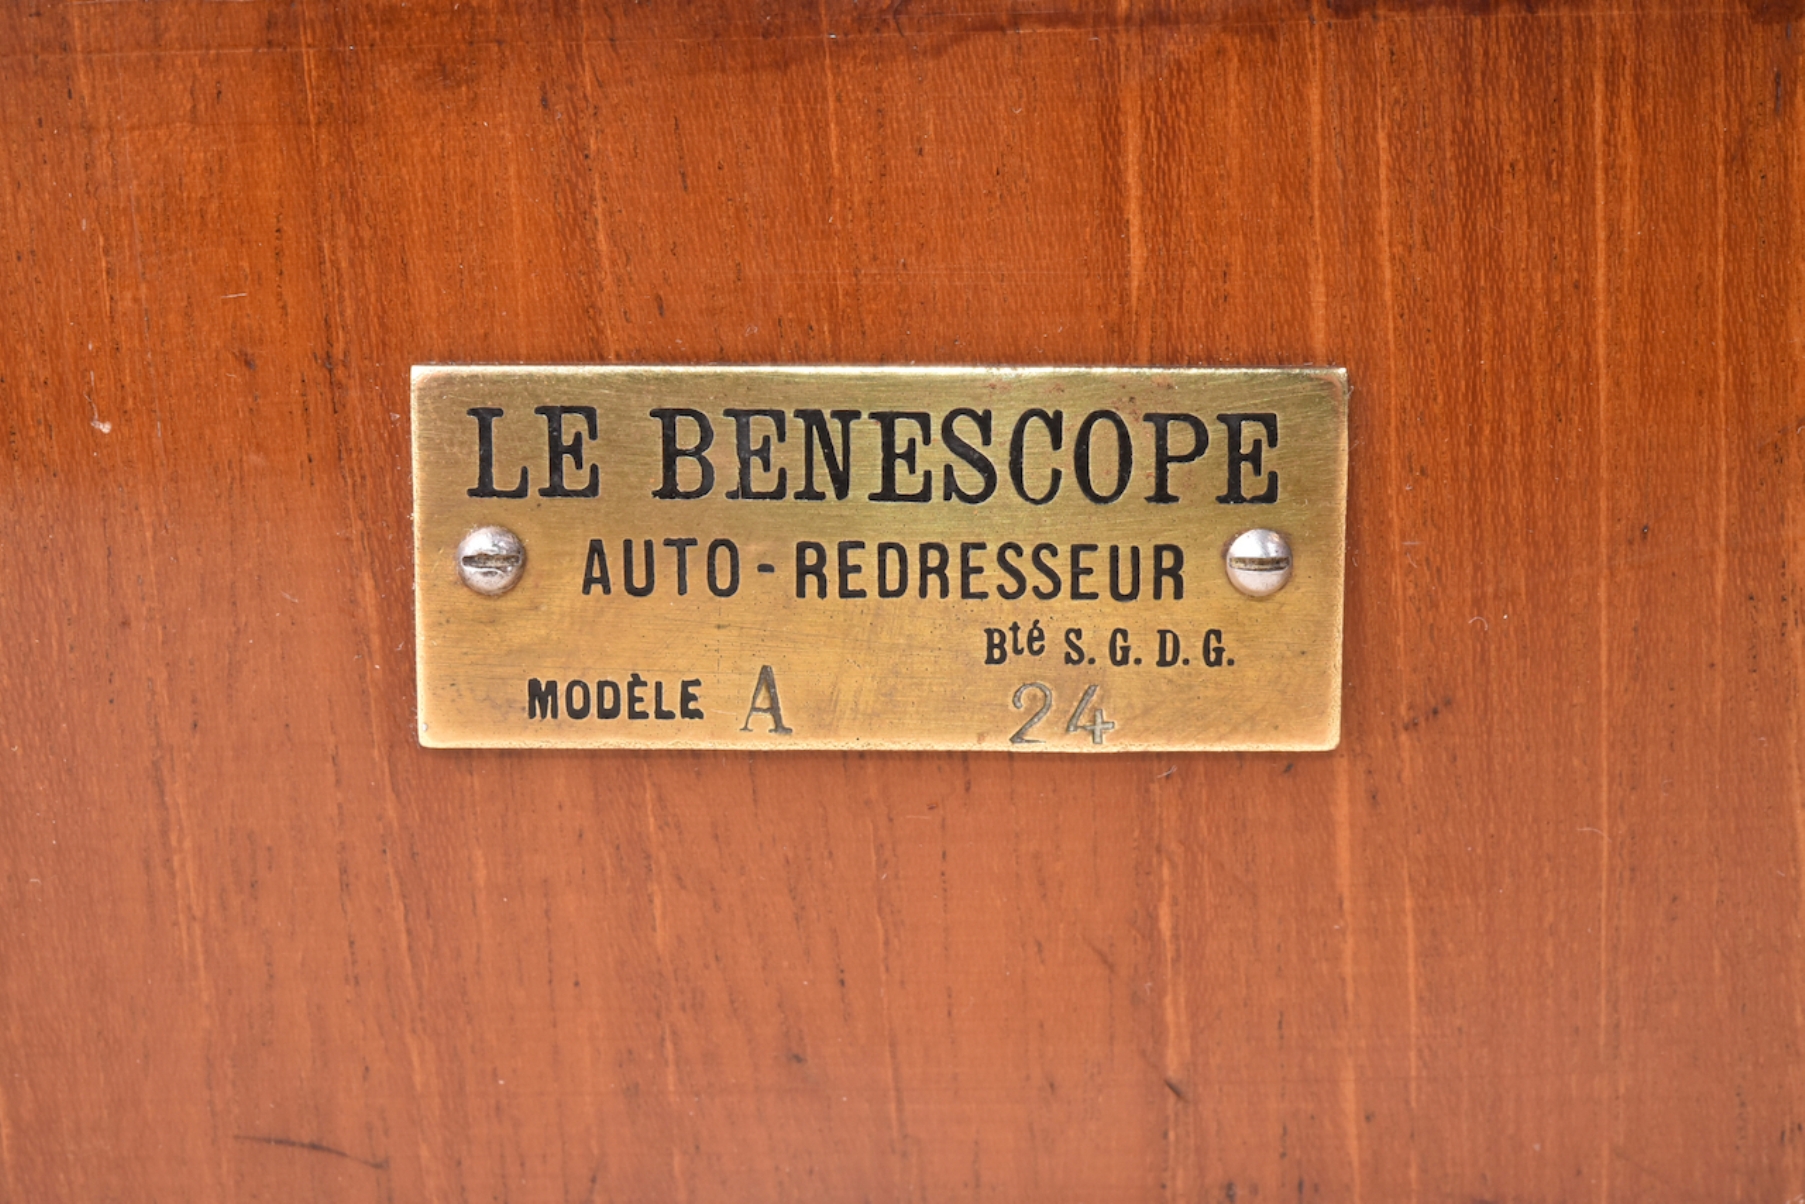 LE BENESCOPE
AUTO-REDRESSEUR
Bté S. G. D. G.
MODÈLE A 24